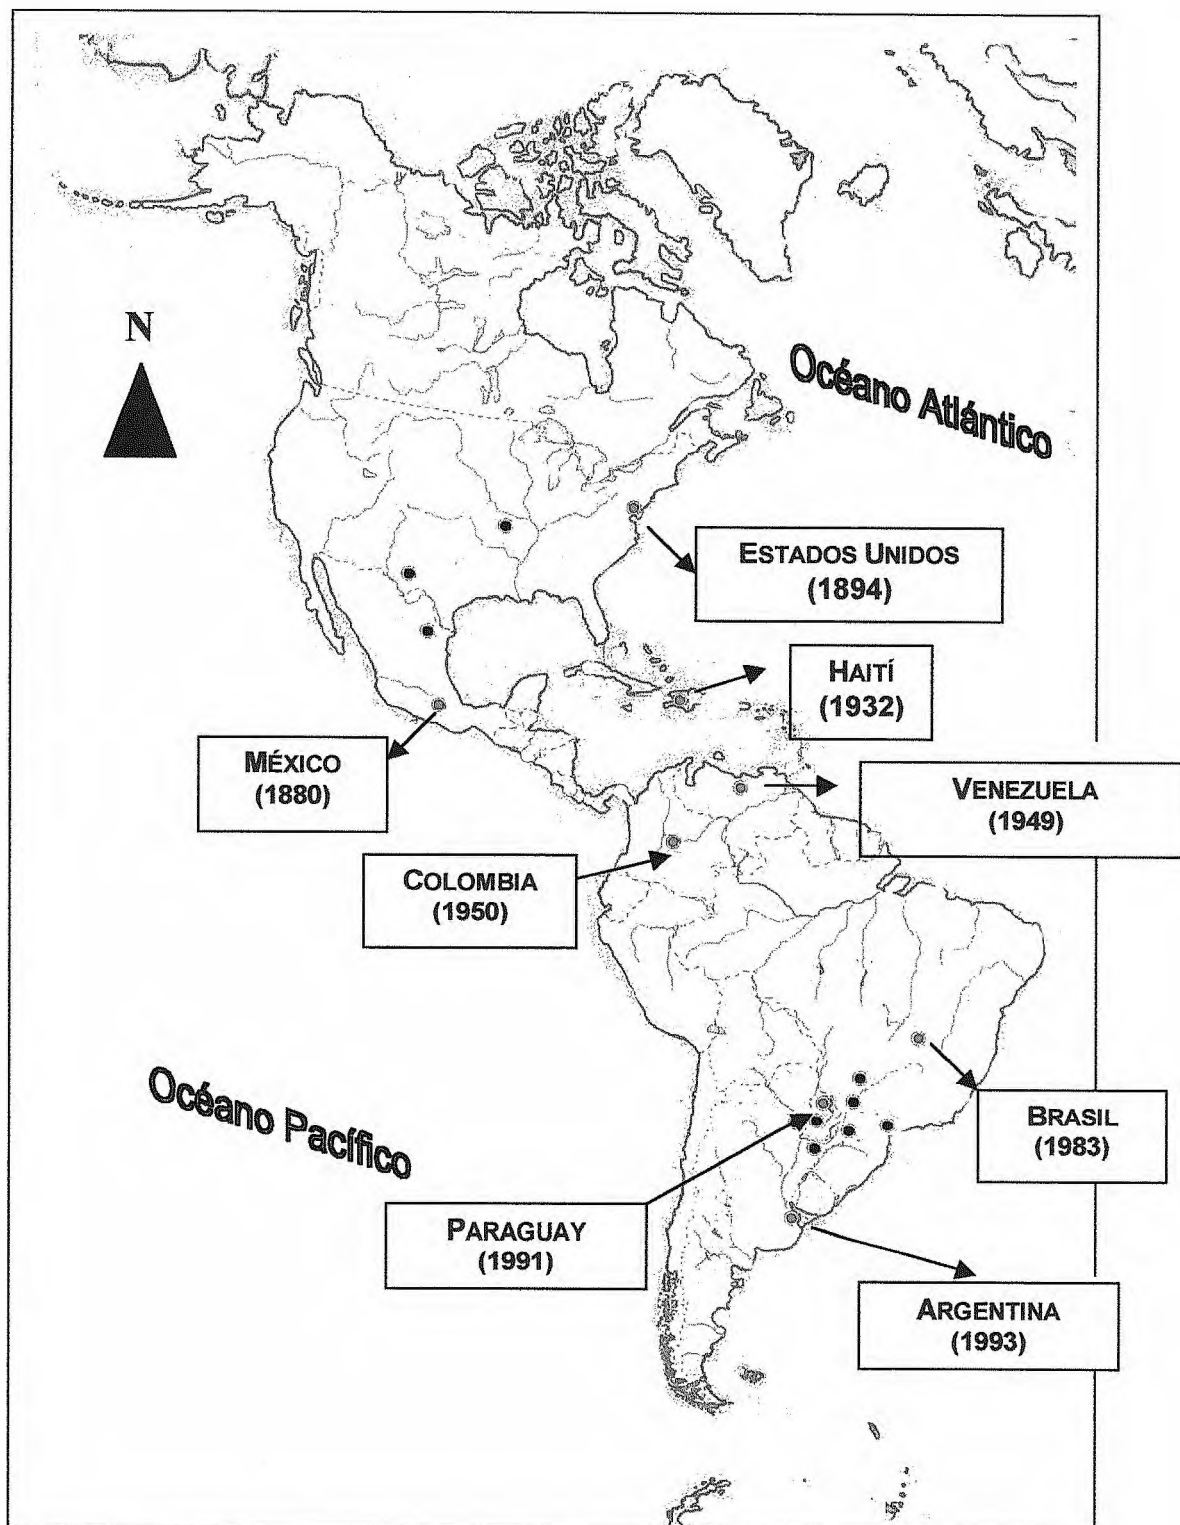 N
Océano Atlántico
ESTADOS UNIDOS
(1894)
HAITÍ
(1932)
MÉXICO
(1880)
VENEZUELA
(1949)
COLOMBIA
(1950)
Océano Pacífico
BRASIL
(1983)
PARAGUAY
(1991)
ARGENTINA
(1993)